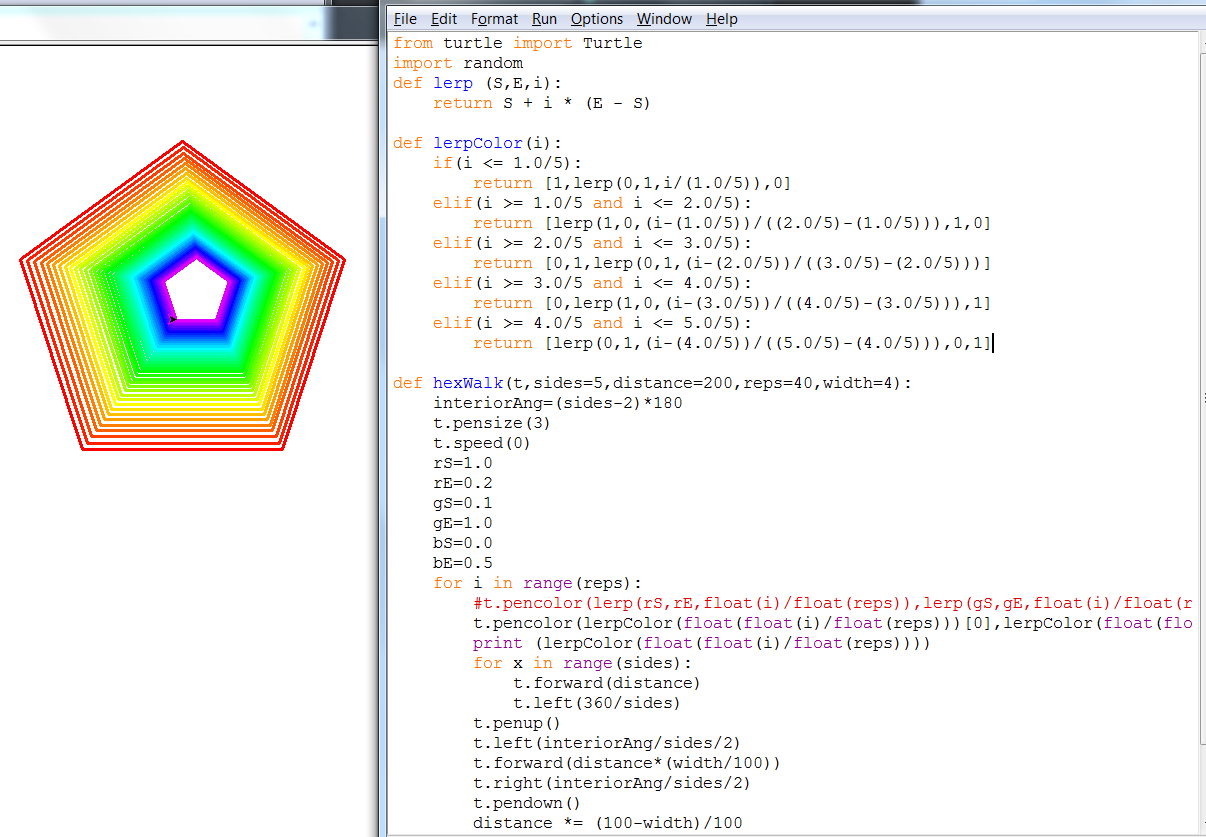 File Edit Format Run Options Window Help
from turtle import Turtle
import random
def lerp (S,E,i):
    return S + i * (E - S)

def lerpColor(i):
    if(i <= 1.0/5):
        return [1,lerp(0,1,i/(1.0/5)),0]
    elif(i >= 1.0/5 and i <= 2.0/5):
        return [lerp(1,0,(i-(1.0/5))/((2.0/5)-(1.0/5))),1,0]
    elif(i >= 2.0/5 and i <= 3.0/5):
        return [0,1,lerp(0,1,(i-(2.0/5))/((3.0/5)-(2.0/5)))]
    elif(i >= 3.0/5 and i <= 4.0/5):
        return [0,lerp(1,0,(i-(3.0/5))/((4.0/5)-(3.0/5))),1]
    elif(i >= 4.0/5 and i <= 5.0/5):
        return [lerp(0,1,(i-(4.0/5))/((5.0/5)-(4.0/5))),0,1]

def hexWalk(t,sides=5,distance=200,reps=40,width=4):
    interiorAng=(sides-2)*180
    t.pensize(3)
    t.speed(0)
    rS=1.0
    rE=0.2
    gS=0.1
    gE=1.0
    bS=0.0
    bE=0.5
    for i in range(reps):
        #t.pencolor(lerp(rS,rE,float(i)/float(reps)),lerp(gS,gE,float(i)/float(r
        t.pencolor(lerpColor(float(float(i)/float(reps)))[0],lerpColor(float(flo
        print (lerpColor(float(float(i)/float(reps))))
        for x in range(sides):
            t.forward(distance)
            t.left(360/sides)
        t.penup()
        t.left(interiorAng/sides/2)
        t.forward(distance*(width/100))
        t.right(interiorAng/sides/2)
        t.pendown()
        distance *= (100-width)/100